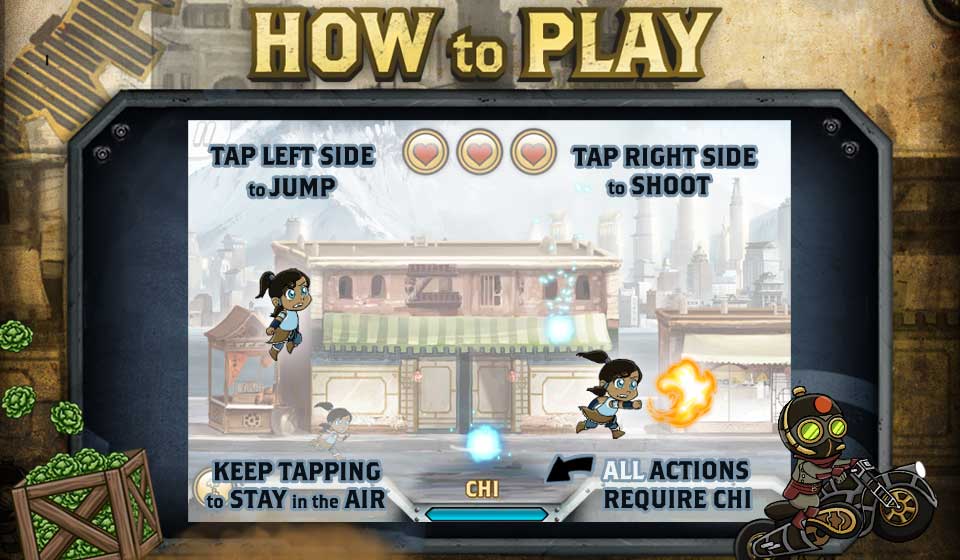 HOW to PLAY
TAP LEFT SIDE
to JUMP
TAP RIGHT SIDE
to SHOOT
KEEP TAPPING
to STAY in the AIR
CHI
ALL ACTIONS
REQUIRE CHI